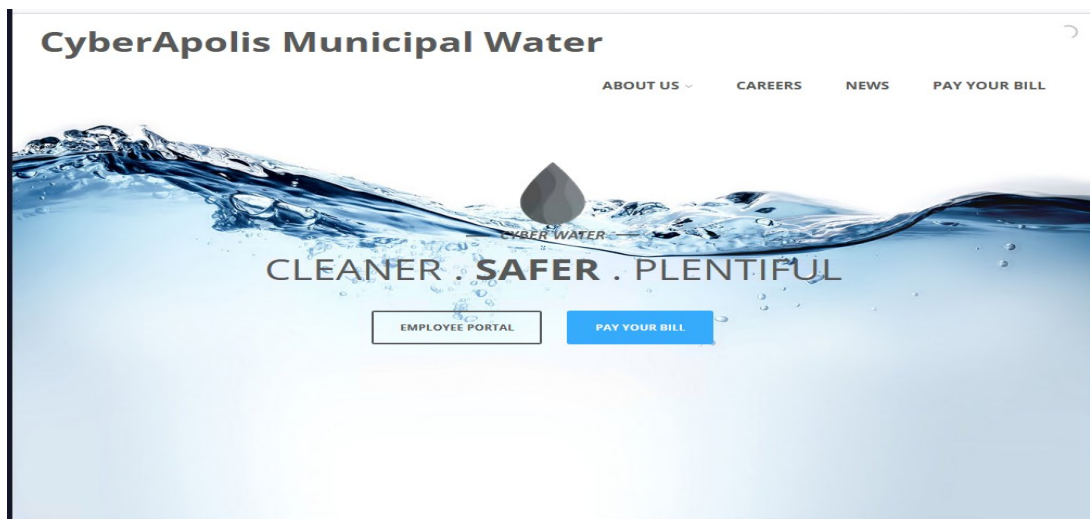 CyberApolis Municipal Water
ABOUT US CAREERS NEWS PAY YOUR BILL
CYBER WATER
CLEANER . SAFER . PLENTIFUL
EMPLOYEE PORTAL PAY YOUR BILL